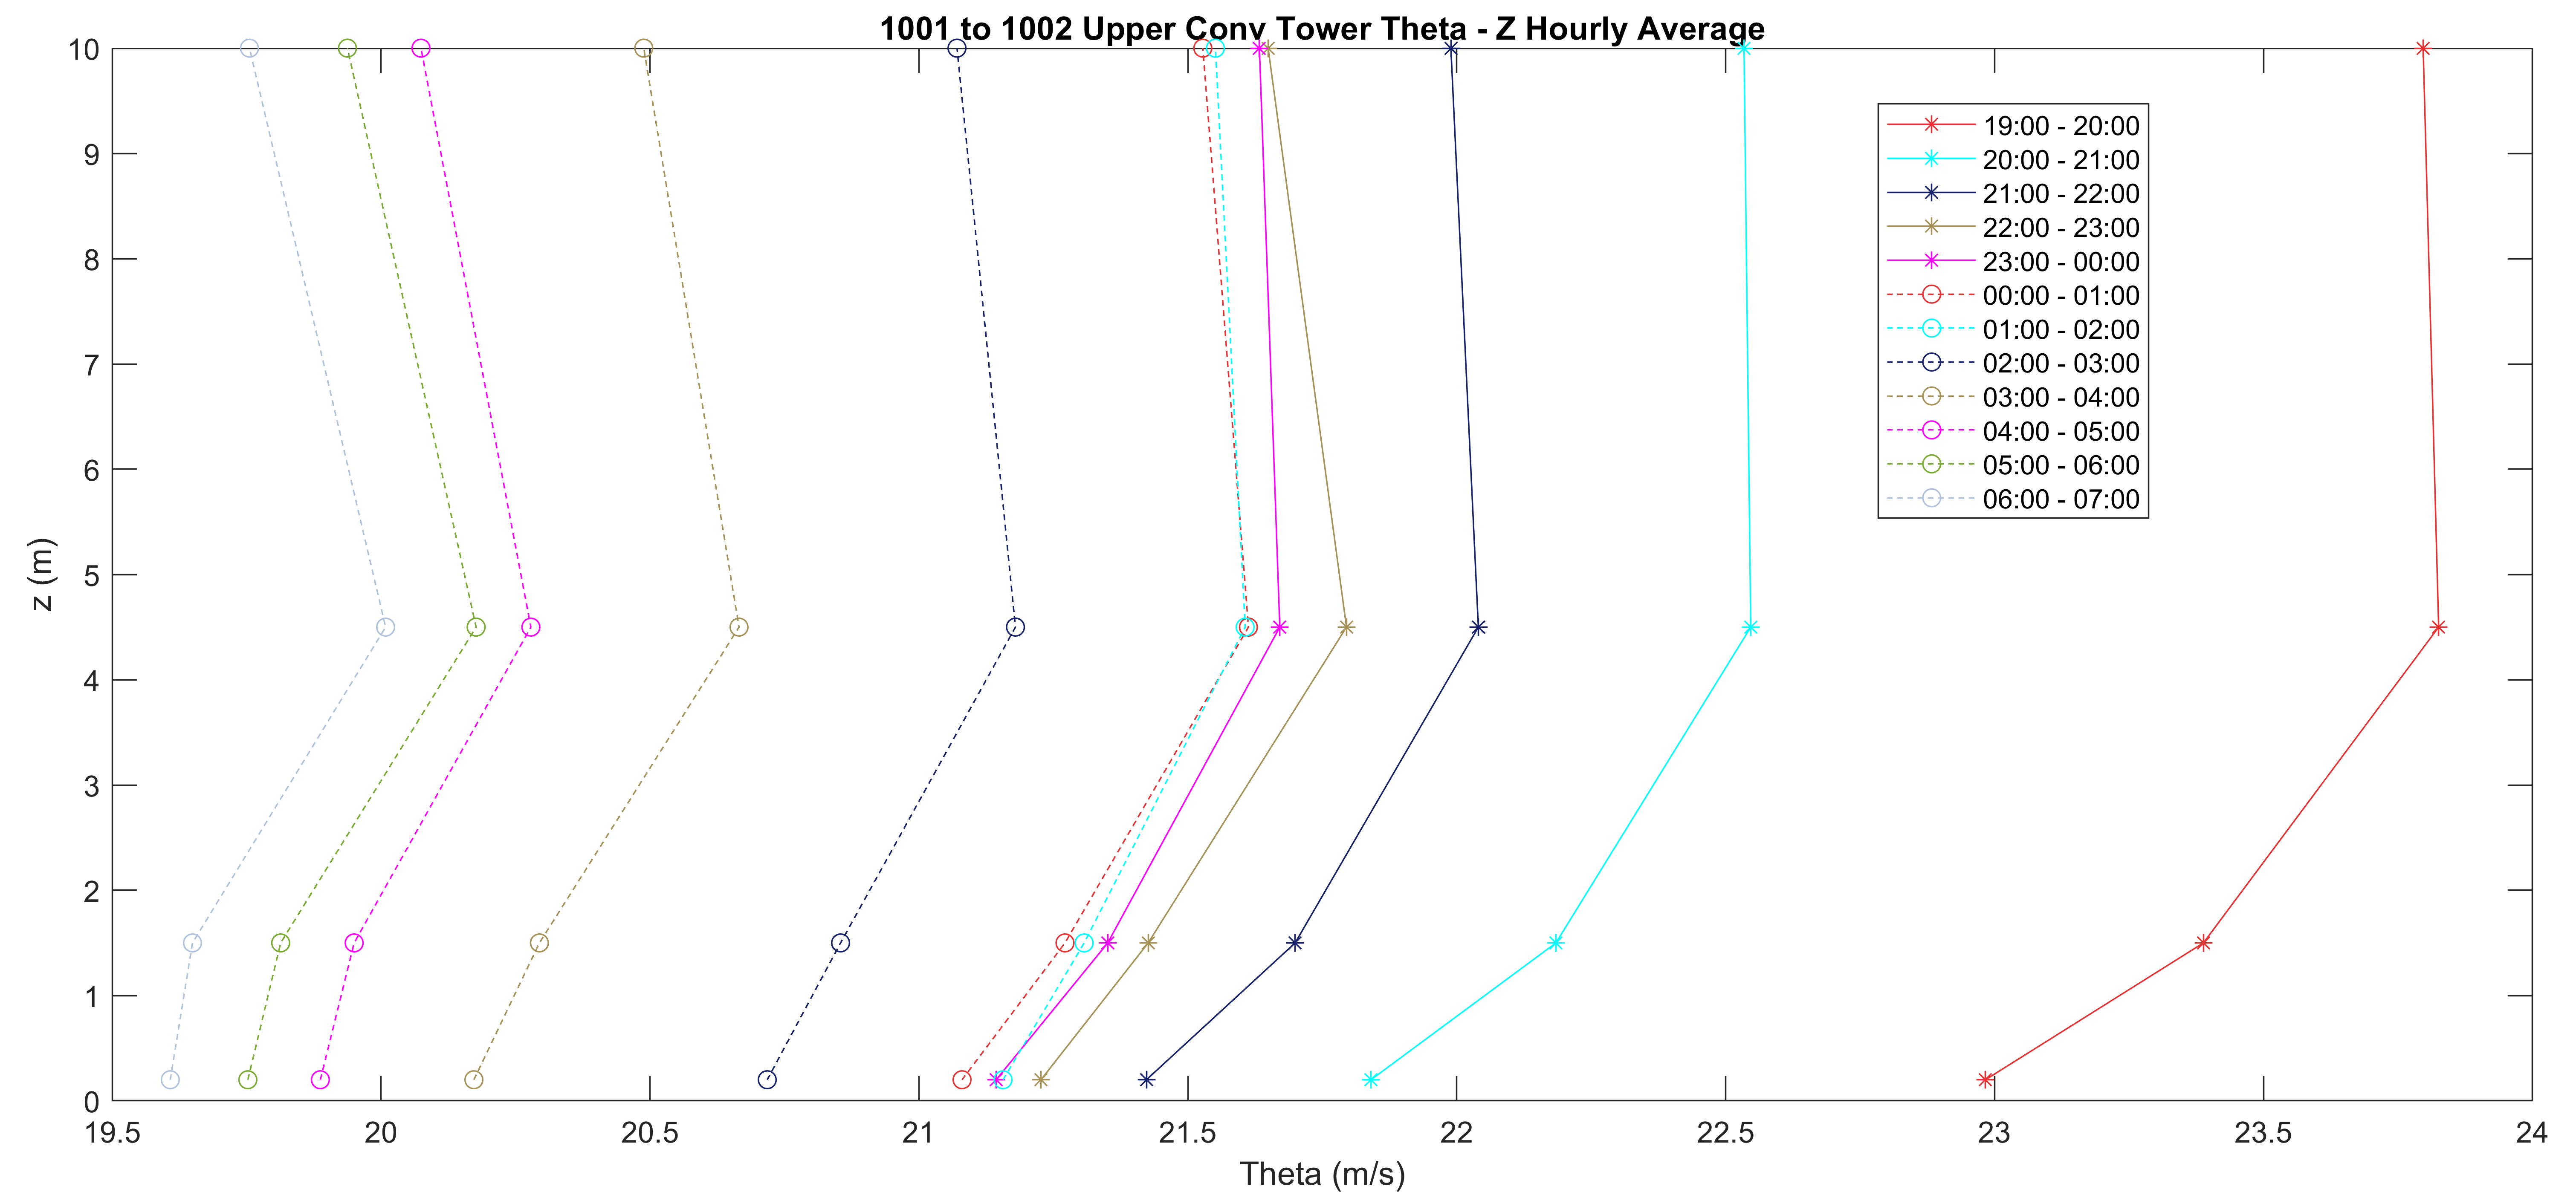 1001 to 1002 Upper Conv Tower Theta - Z Hourly Average
10
9
8
7
6
5
4
3
2
1
0
z (m)
19:00 - 20:00
20:00 - 21:00
21:00 - 22:00
22:00 - 23:00
23:00 - 00:00
00:00 - 01:00
01:00 - 02:00
02:00 - 03:00
03:00 - 04:00
04:00 - 05:00
05:00 - 06:00
06:00 - 07:00
19.5 20 20.5 21 21.5 22 22.5 23 23.5 24
Theta (m/s)